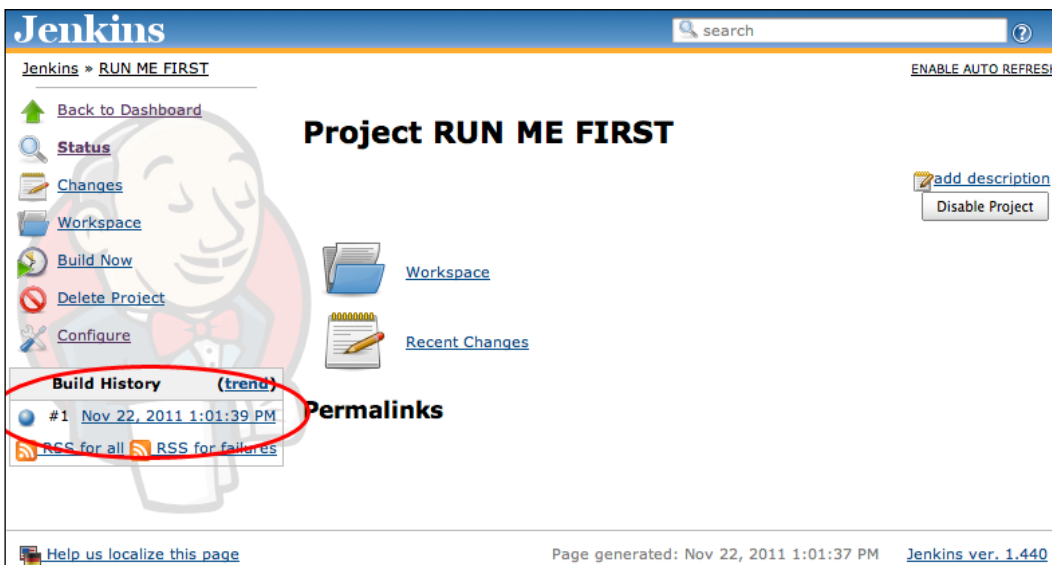 Jenkins
search
Jenkins » RUN ME FIRST
ENABLE AUTO REFRESH
Back to Dashboard
Status
Changes
Workspace
Build Now
Delete Project
Configure
Project RUN ME FIRST
add description
Disable Project
Workspace
Recent Changes
Build History (trend)
#1 Nov 22, 2011 1:01:39 PM
RSS for all RSS for failures
Permalinks
Help us localize this page Page generated: Nov 22, 2011 1:01:37 PM Jenkins ver. 1.440